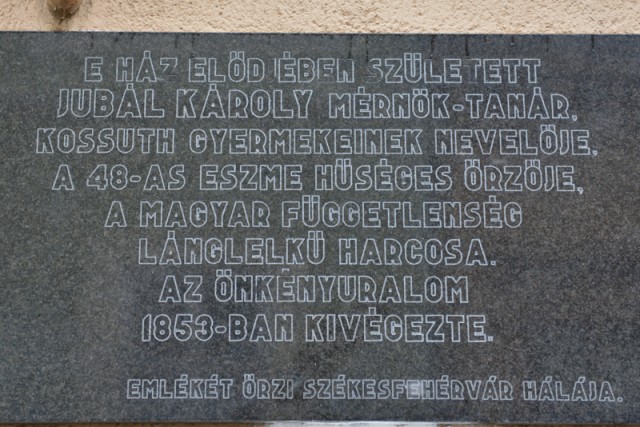 E HÁZ ELŐDJÉBEN SZÜLETETT
JUBÁL KÁROLY MÉRNÖK-TANÁR,
KOSSUTH GYERMEKEINEK NEVELŐJE,
A 48-AS ESZME HŰSÉGES ŐRZŐJE,
A MAGYAR FÜGGETLENSÉG
LÁNGLELKŰ HARCOSA.
AZ ÖNKÉNYURALOM
1853-BAN KIVÉGEZTE.
EMLÉKÉT ŐRZI SZÉKESFEHÉRVÁR HÁLÁJA.